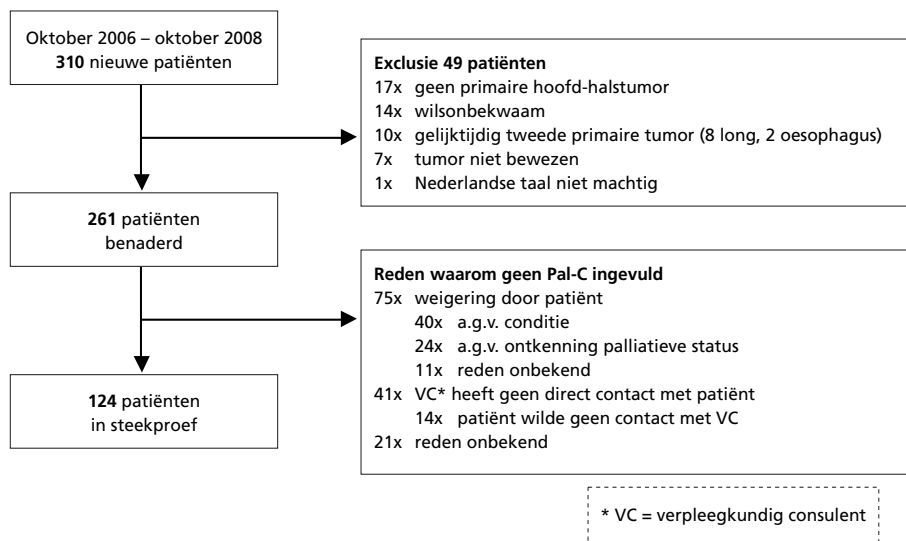 Oktober 2006 – oktober 2008
310 nieuwe patiënten
Exclusie 49 patiënten
17x geen primaire hoofd-halstumor
14x wilsonbekwaam
10x gelijktijdig tweede primaire tumor (8 long, 2 oesophagus)
7x tumor niet bewezen
1x Nederlandse taal niet machtig
261 patiënten
benaderd
Reden waarom geen Pal-C ingevuld
75x weigering door patiënt
40x a.g.v. conditie
24x a.g.v. ontkenning palliatieve status
11x reden onbekend
41x VC* heeft geen direct contact met patiënt
14x patiënt wilde geen contact met VC
21x reden onbekend
124 patiënten
in steekproef
* VC = verpleegkundig consulent